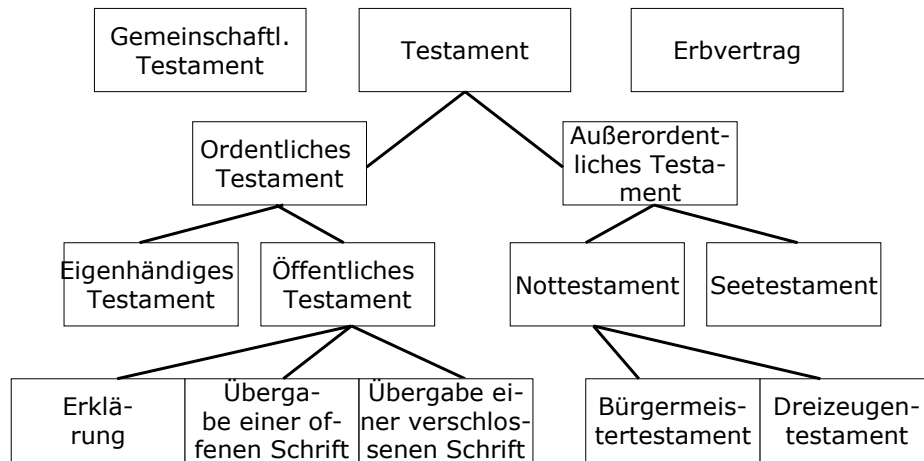 Gemeinschaftl.
Testament
Testament
Erbvertrag
Ordentliches
Testament
Außerordent-
liches Testa-
ment
Eigenhändiges
Testament
Öffentliches
Testament
Nottestament
Seetestament
Erklä-
rung
Überga-
be einer of-
fenen Schrift
Übergabe ei-
ner verschlos-
senen Schrift
Bürgermeis-
tertestament
Dreizeugen-
testament